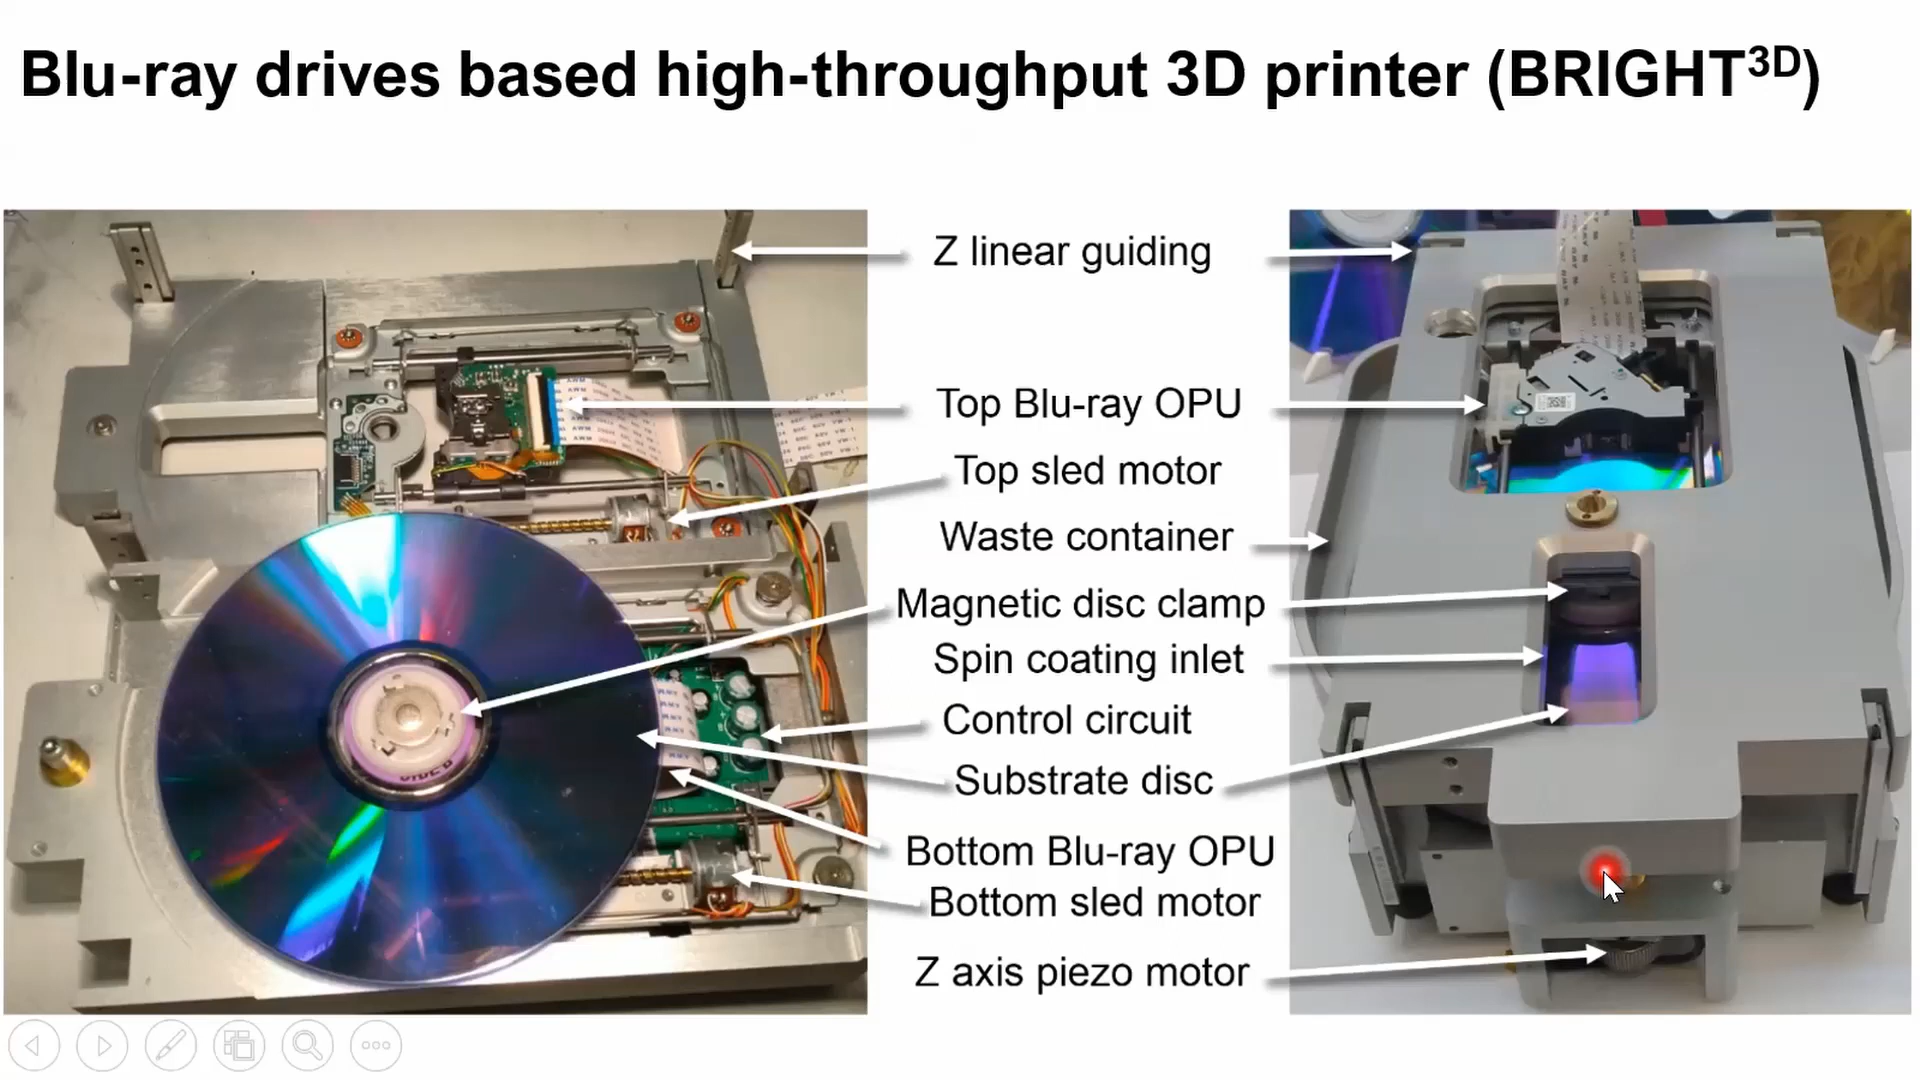 Blu-ray drives based high-throughput 3D printer (BRIGHT3D)
Z linear guiding
Top Blu-ray OPU
Top sled motor
Waste container
Magnetic disc clamp
Spin coating inlet
Control circuit
Substrate disc
Bottom Blu-ray OPU
Bottom sled motor
Z axis piezo motor